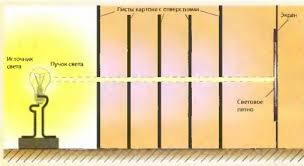 Листы картона с отверстиями
Экран
Источник
света
Пучок света
Световое
пятно